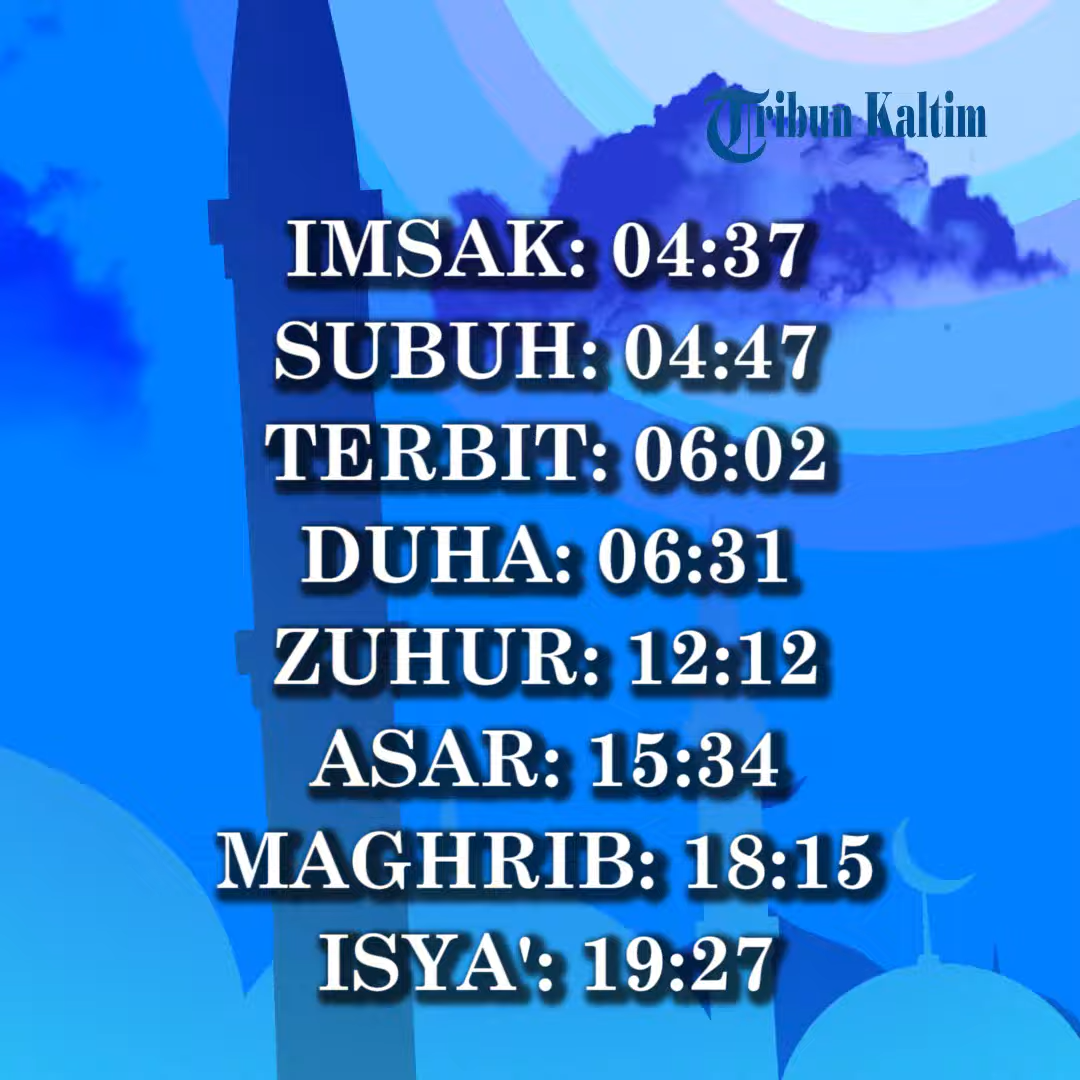 Tribun Kaltim
IMSAK: 04:37
SUBUH: 04:47
TERBIT: 06:02
DUHA: 06:31
ZUHUR: 12:12
ASAR: 15:34
MAGHRIB: 18:15
ISYA': 19:27